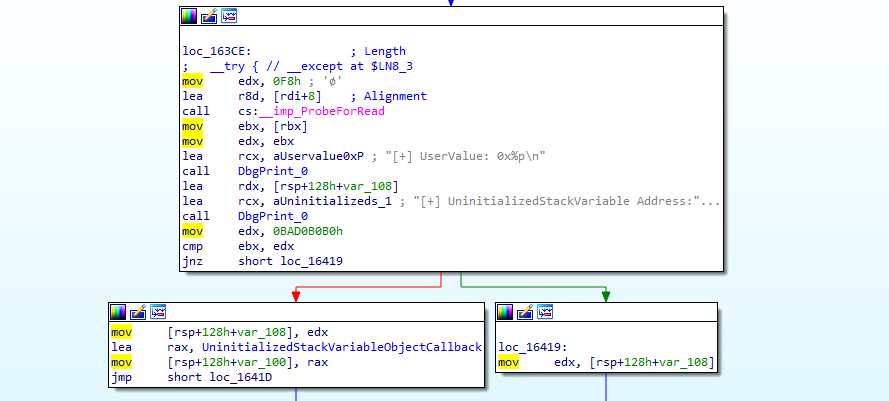 loc_163CE:             ; Length
;   __try { // __except at $LN8_3
mov     edx, 0F8h ; 'ø'
lea     r8d, [rdi+8]    ; Alignment
call    cs:__imp_ProbeForRead
mov     ebx, [rbx]
mov     edx, ebx
lea     rcx, aUservalue0xP ; "[+] UserValue: 0x%p\n"
call    DbgPrint_0
lea     rdx, [rsp+128h+var_108]
lea     rcx, aUninitializeds_1 ; "[+] UninitializedStackVariable Address:"...
call    DbgPrint_0
mov     edx, 0BAD0B0B0h
cmp     ebx, edx
jnz     short loc_16419
mov     [rsp+128h+var_108], edx
lea     rax, UninitializedStackVariableObjectCallback
mov     [rsp+128h+var_100], rax
jmp     short loc_1641D
loc_16419:
mov     edx, [rsp+128h+var_108]